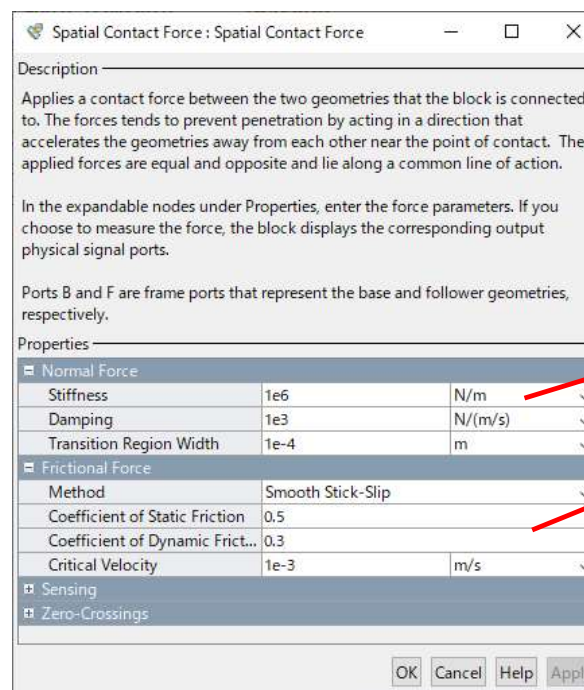 Spatial Contact Force : Spatial Contact Force
Description
Applies a contact force between the two geometries that the block is connected
to. The forces tends to prevent penetration by acting in a direction that
accelerates the geometries away from each other near the point of contact. The
applied forces are equal and opposite and lie along a common line of action.
In the expandable nodes under Properties, enter the force parameters. If you
choose to measure the force, the block displays the corresponding output
physical signal ports.
Ports B and F are frame ports that represent the base and follower geometries,
respectively.
Properties
Normal Force
Stiffness 1e6 N/m
Damping 1e3 N/(m/s)
Transition Region Width 1e-4 m
Frictional Force
Method Smooth Stick-Slip
Coefficient of Static Friction 0.5
Coefficient of Dynamic Frict... 0.3
Critical Velocity 1e-3 m/s
Sensing
Zero-Crossings
OK Cancel Help Appl